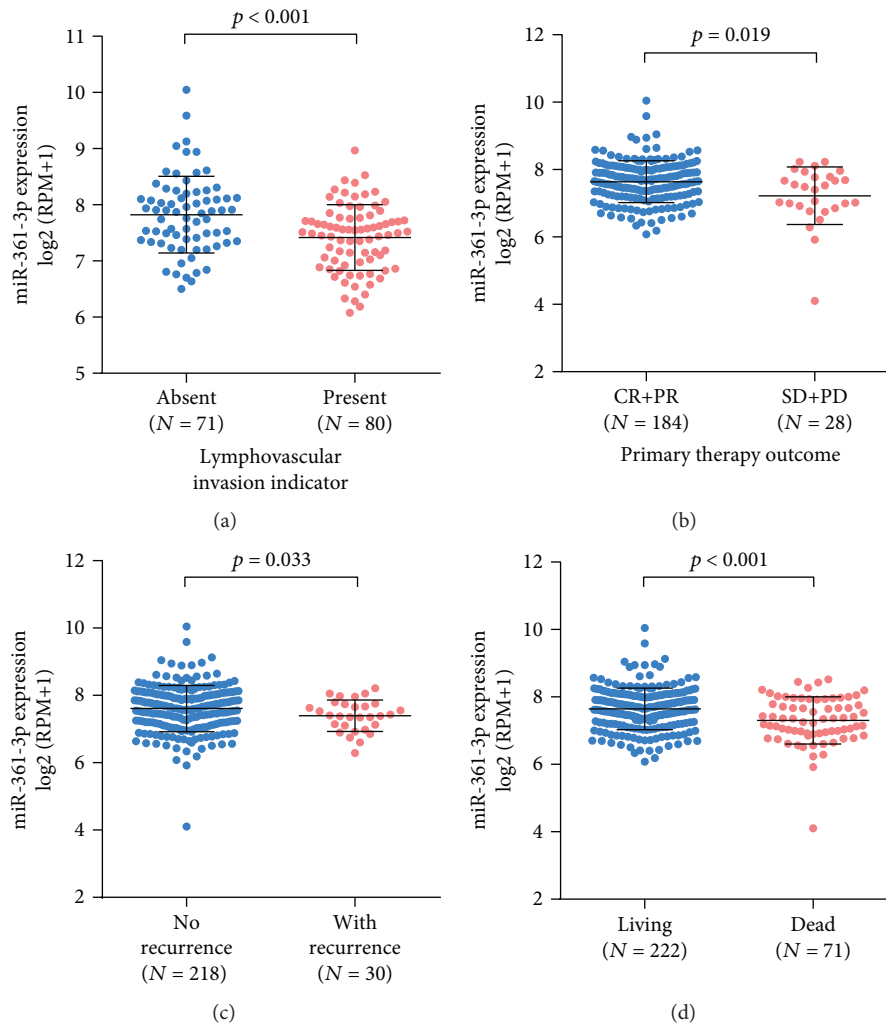 p < 0.001
miR-361-3p expression
log2 (RPM+1)
11
10
9
8
7
6
5
Absent
(N = 71)
Present
(N = 80)
Lymphovascular
invasion indicator
(a)
p = 0.019
miR-361-3p expression
log2 (RPM+1)
12
10
8
6
4
2
CR+PR
(N = 184)
SD+PD
(N = 28)
Primary therapy outcome
(b)
p = 0.033
miR-361-3p expression
log2 (RPM+1)
12
10
8
6
4
2
No
recurrence
(N = 218)
With
recurrence
(N = 30)
(c)
p < 0.001
miR-361-3p expression
log2 (RPM+1)
12
10
8
6
4
2
Living
(N = 222)
Dead
(N = 71)
(d)